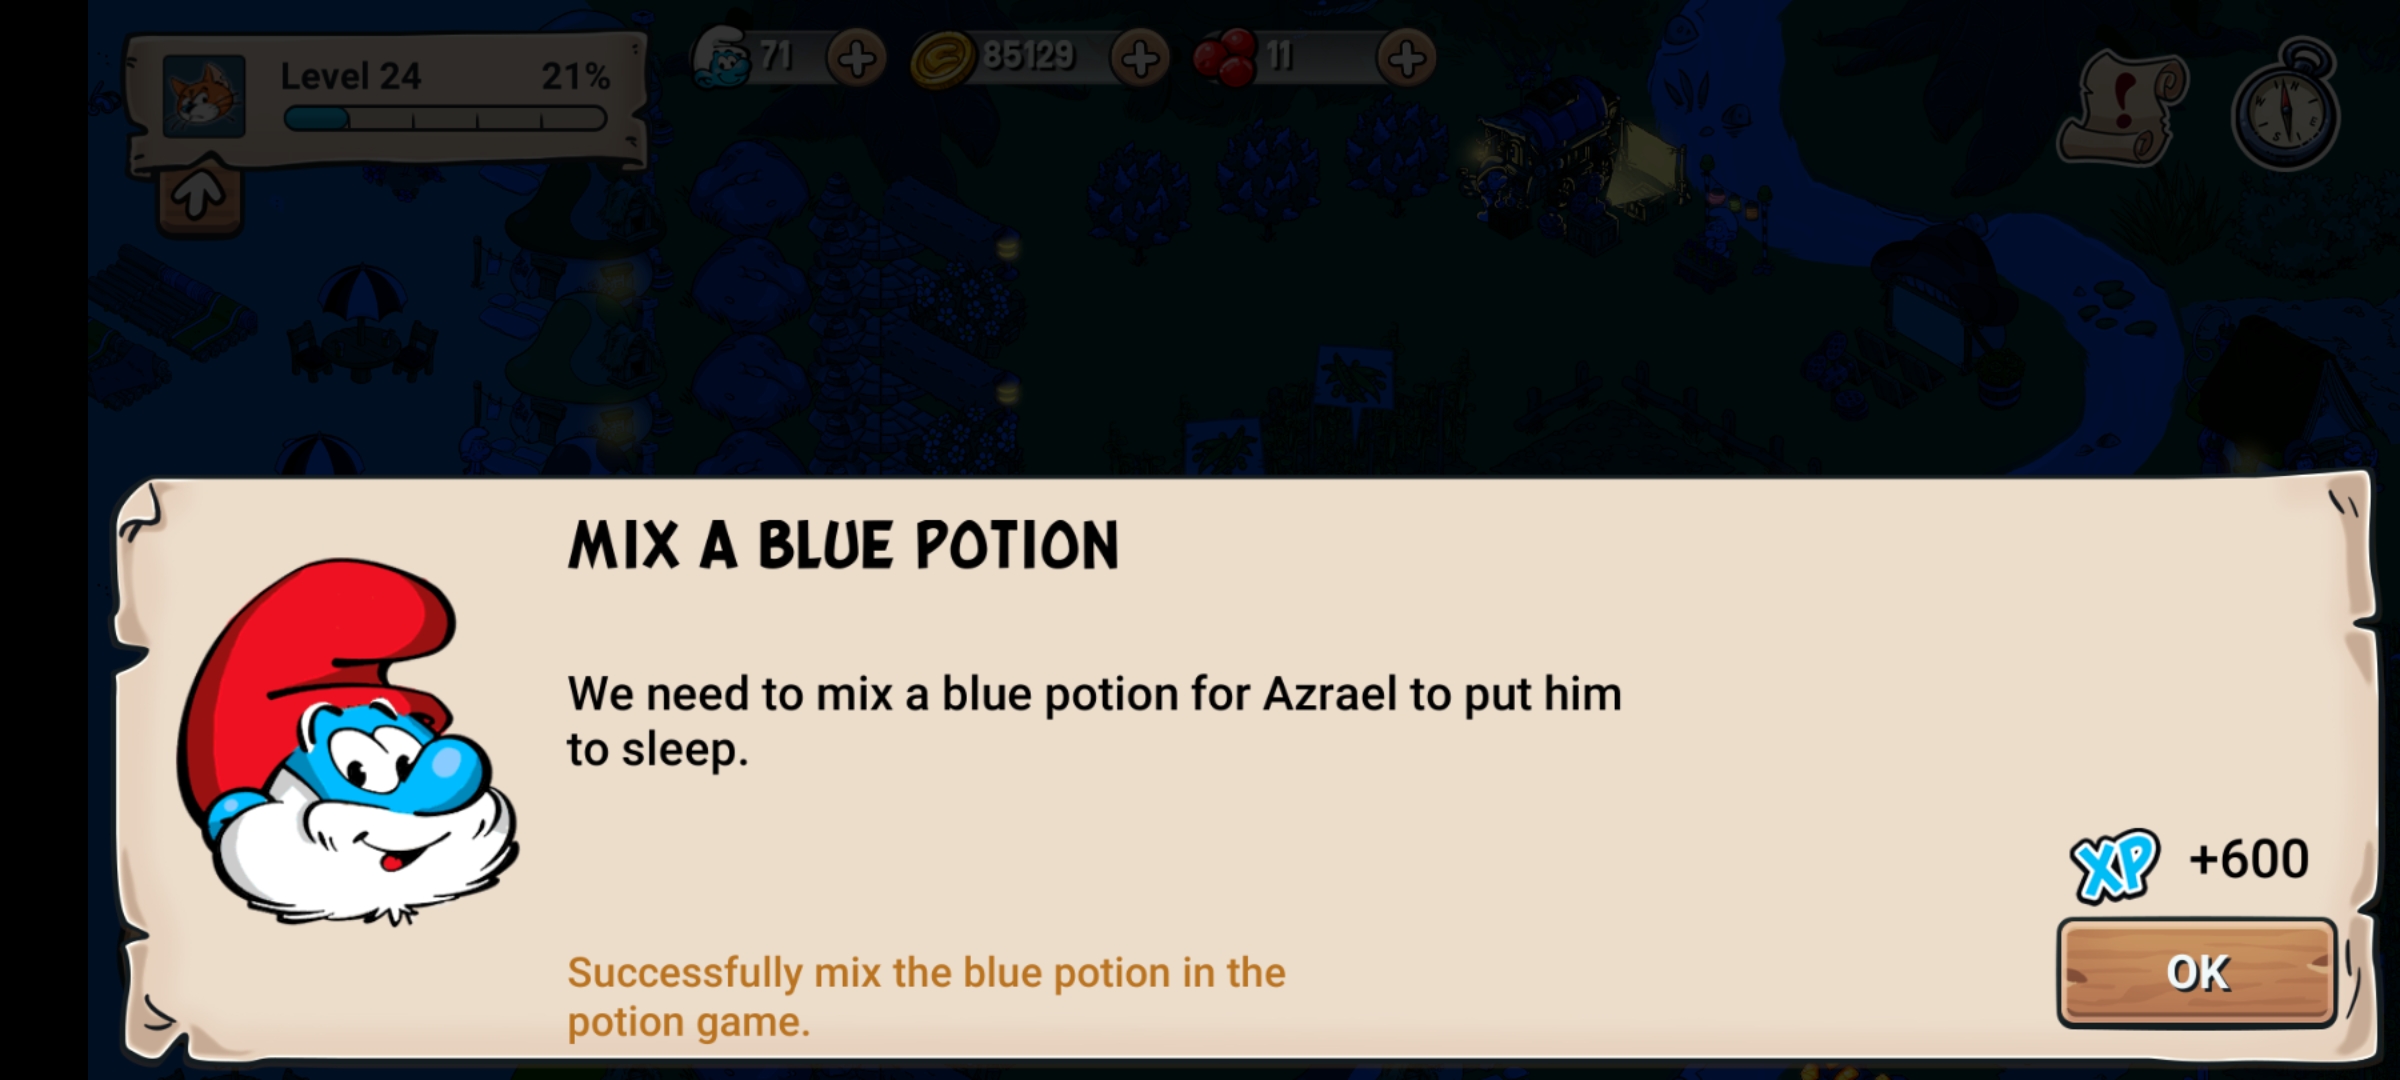 Level 24
21%
71
85129
11
MIX A BLUE POTION
We need to mix a blue potion for Azrael to put him
to sleep.
XP +600
Successfully mix the blue potion in the
potion game.
OK